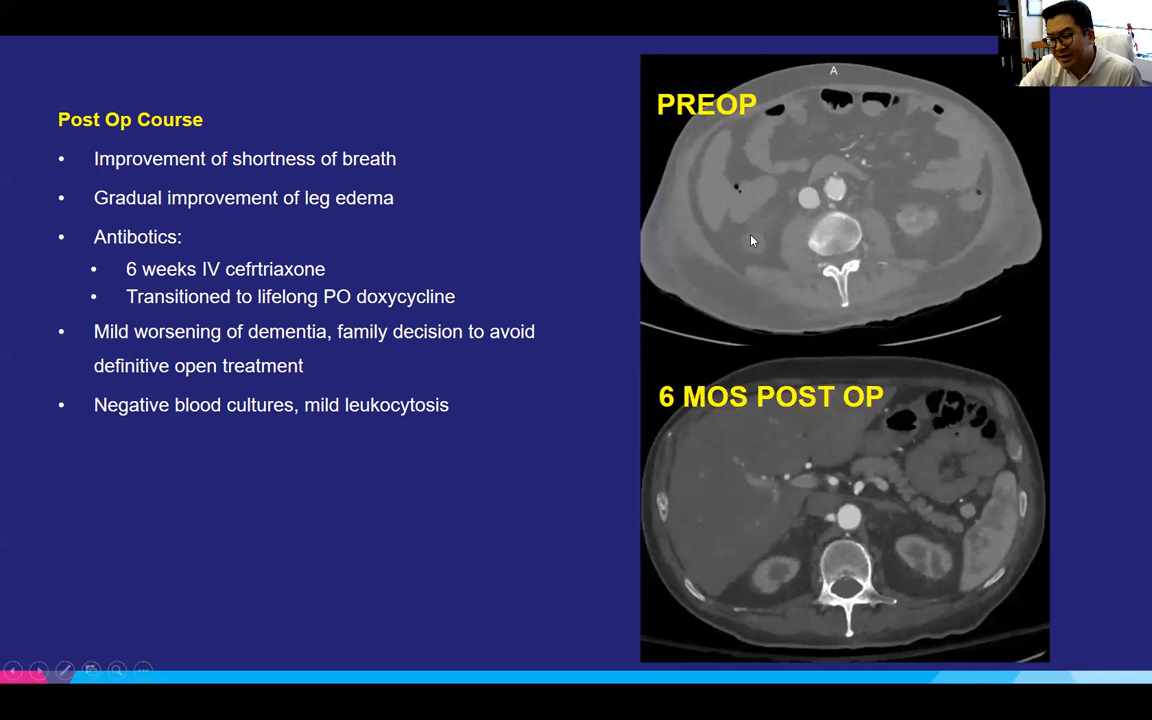 Post Op Course
• Improvement of shortness of breath
• Gradual improvement of leg edema
• Antibotics:
• 6 weeks IV cefrtriaxone
• Transitioned to lifelong PO doxycycline
• Mild worsening of dementia, family decision to avoid
definitive open treatment
• Negative blood cultures, mild leukocytosis
A
PREOP
6 MOS POST OP